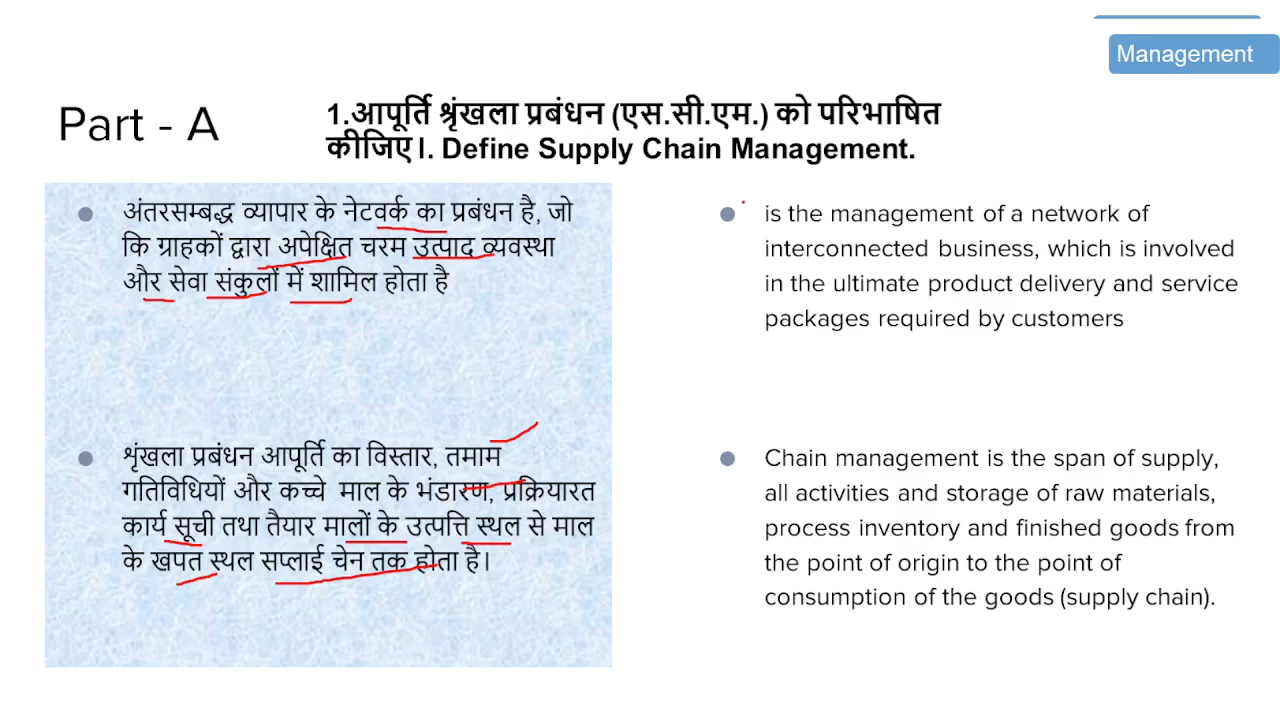 Management
Part - A
1.आपूर्ति श्रृंखला प्रबंधन (एस.सी.एम.) को परिभाषित
कीजिए।. Define Supply Chain Management.
अंतरसम्बद्ध व्यापार के नेटवर्क का प्रबंधन है, जो
कि ग्राहकों द्वारा अपेक्षित चरम उत्पाद व्यवस्था
और सेवा संकुलों में शामिल होता है
शृंखला प्रबंधन आपूर्ति का विस्तार, तमाम
गतिविधियों और कच्चे माल के भंडारण, प्रक्रियारत
कार्य सूची तथा तैयार मालों के उत्पत्ति स्थल से माल
के खपत स्थल सप्लाई चेन तक होता है।
is the management of a network of
interconnected business, which is involved
in the ultimate product delivery and service
packages required by customers
Chain management is the span of supply,
all activities and storage of raw materials,
process inventory and finished goods from
the point of origin to the point of
consumption of the goods (supply chain).